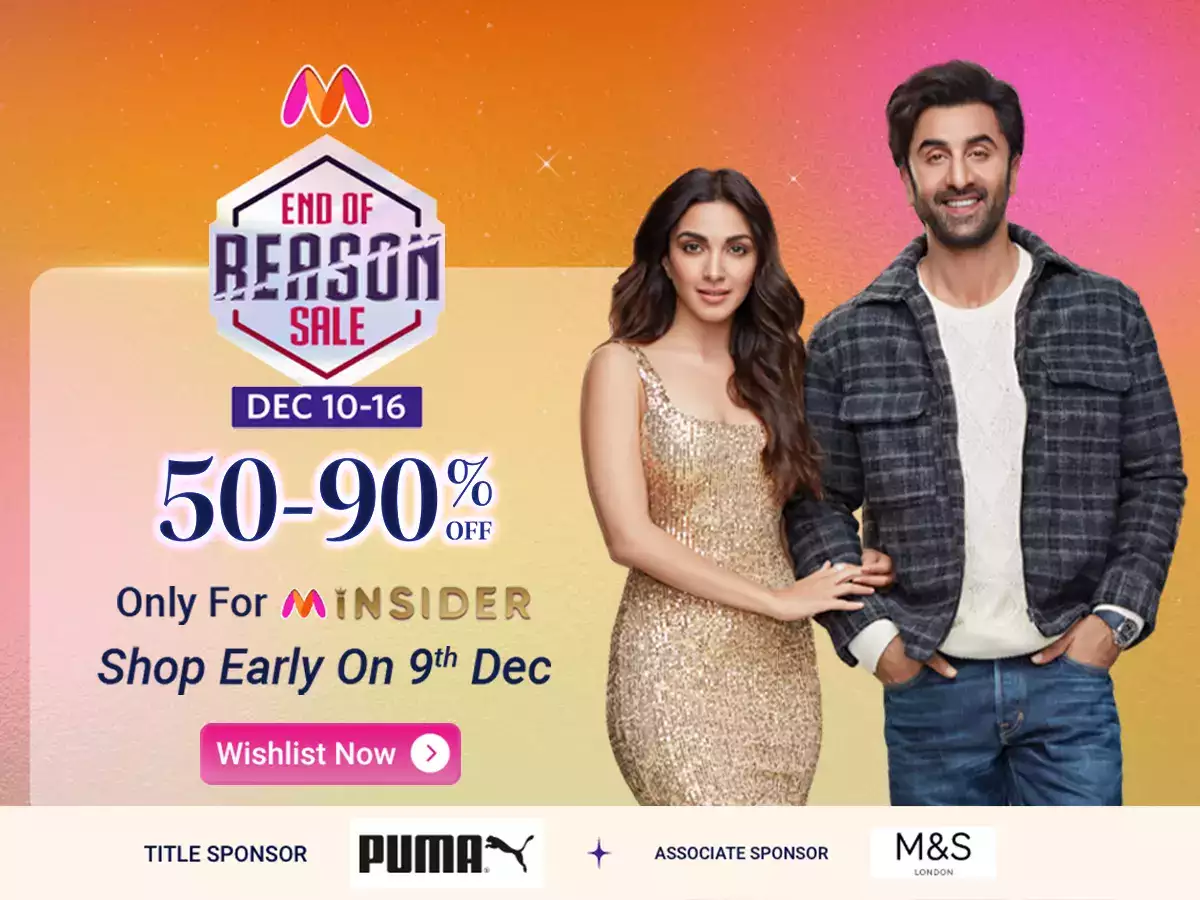 END OF
REASON
SALE
DEC 10-16
50-90% OFF
Only For M INSIDER
Shop Early On 9th Dec
Wishlist Now
TITLE SPONSOR PUMA ASSOCIATE SPONSOR M&S
LONDON